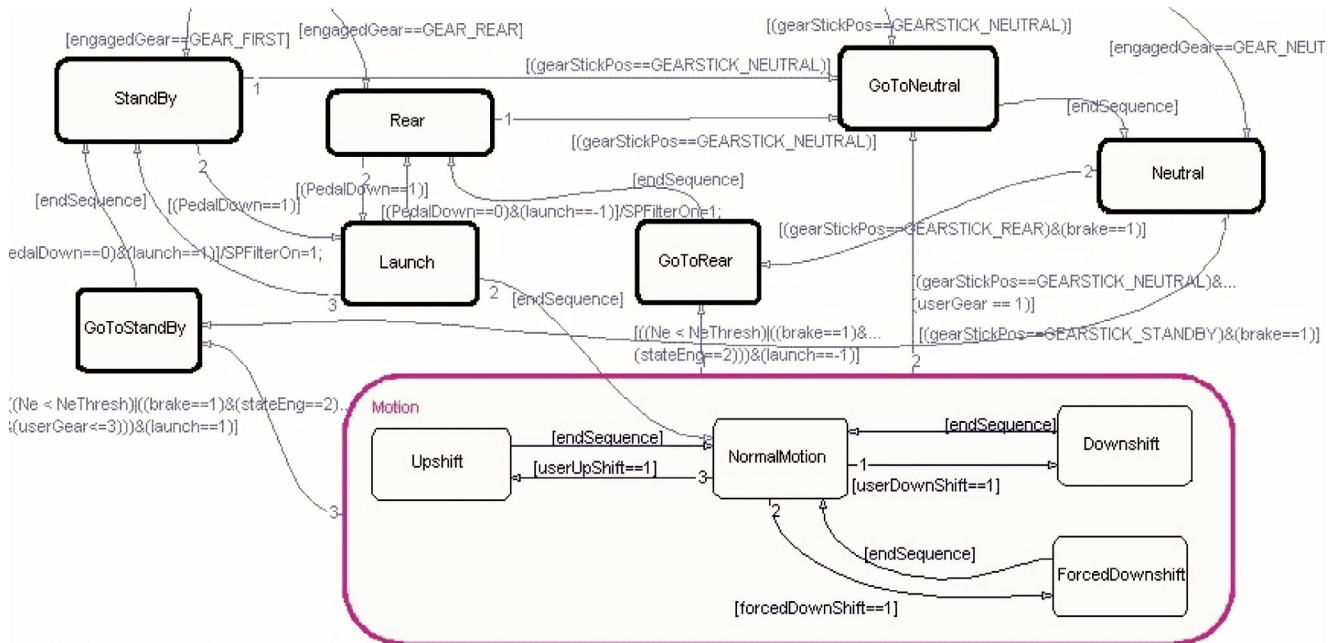 [(gearStickPos==GEARSTICK_NEUTRAL)]
[engagedGear==GEAR_FIRST]
[engagedGear==GEAR_REAR]
[engagedGear==GEAR_NEUT
[(gearStickPos==GEARSTICK_NEUTRAL)]
1
StandBy
GoToNeutral
Rear
1
[endSequence]
[(gearStickPos==GEARSTICK_NEUTRAL)]
2
2
2
Neutral
[endSequence]
[(PedalDown==1)]
[endSequence]
[(PedalDown==1)]
[(PedalDown==0)&(launch==-1)]/SPFilterOn=1;
[(gearStickPos==GEARSTICK_REAR)&(brake==1)]
1
edalDown==0)&(launch==1)]/SPFilterOn=1;
Launch
GoToRear
2
[(gearStickPos==GEARSTICK_NEUTRAL)&...
(userGear == 1)]
3
[endSequence]
GoToStandBy
[((Ne < NeThresh)|((brake==1)&...
(stateEng==2)))&(launch==-1)]
[(gearStickPos==GEARSTICK_STANDBY)&(brake==1)]
1
2
((Ne < NeThresh)|((brake==1)&(stateEng==2)...
&(userGear<=3)))&(launch==1)]
Motion
[endSequence]
[endSequence]
Upshift
NormalMotion
Downshift
[userUpShift==1]
3
1
[userDownShift==1]
3
2
[endSequence]
ForcedDownshift
[forcedDownShift==1]